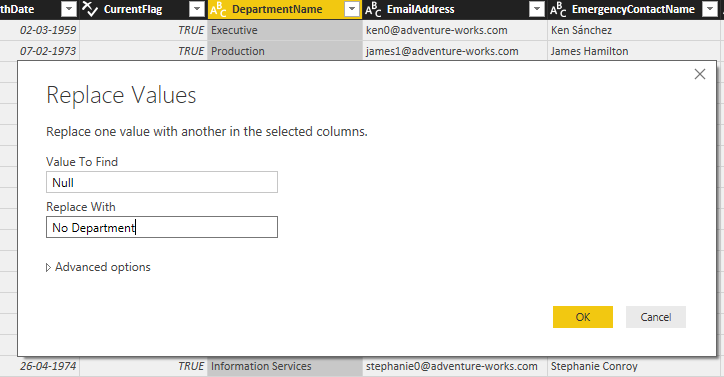 thDate CurrentFlag DepartmentName EmailAddress EmergencyContactName
02-03-1959 TRUE Executive ken0@adventure-works.com Ken Sánchez
07-02-1973 TRUE Production james1@adventure-works.com James Hamilton
Replace Values
Replace one value with another in the selected columns.
Value To Find
Null
Replace With
No Department
Advanced options
OK Cancel
26-04-1974 TRUE Information Services stephanie0@adventure-works.com Stephanie Conroy